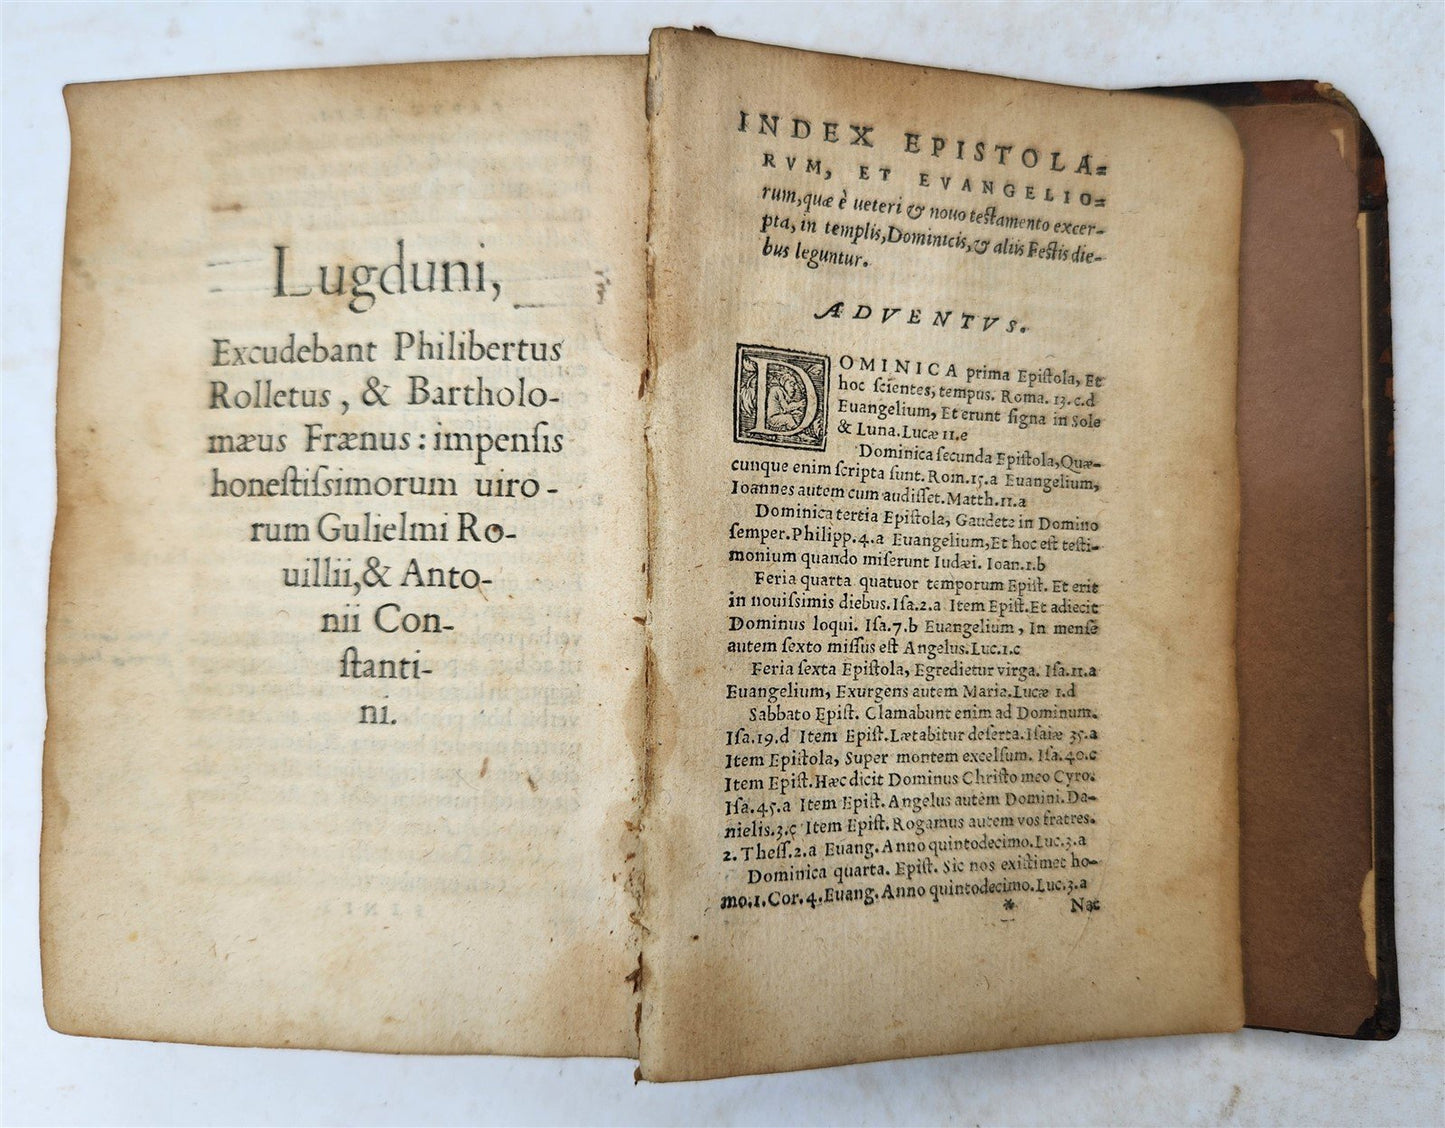 Lugduni,
Excudebant Philibertus
Rolletus, & Bartholo-
mæus Frænus: impenſis
honeſtiſsimorum uiro-
rum Gulielmi Ro-
uillii, & Anto-
nii Con-
ſtanti-
ni.
INDEX EPISTOLA=
RVM, ET EVANGELIO=
rum, quæ è ueteri & nouo teſtamento excer-
pta, in templis, Dominicis, & aliis Feſtis die-
bus leguntur.
ADVENTVS.
DOMINICA prima Epiſtola, Et
hoc ſcientes, tempus. Roma. 13.c.d
Euangelium, Et erunt ſigna in Sole
& Luna. Lucæ 11.e
Dominica ſecunda Epiſtola, Quæ-
cunque enim ſcripta ſunt. Rom.15.a Euangelium,
Ioannes autem cum audiſſet. Matth.11.a
Dominica tertia Epiſtola, Gaudete in Domino
ſemper. Philipp.4.a Euangelium, Et hoc eſt teſti-
monium quando miſerunt Iudæi. Ioan.1.b
Feria quarta quatuor temporum Epiſt. Et erit
in nouiſsimis diebus. Iſa.2.a Item Epiſt. Et adiecit
Dominus loqui. Iſa.7.b Euangelium, In menſe
autem ſexto miſſus eſt Angelus. Luc.1.c
Feria ſexta Epiſtola, Egredietur virga. Iſa.11.a
Euangelium, Exurgens autem Maria. Lucæ 1.d
Sabbato Epiſt. Clamabunt enim ad Dominum.
Iſa.19.d Item Epiſt. Lætabitur deſerta. Iſaiæ 35.a
Item Epiſtola, Super montem excelſum. Iſa.40.c
Item Epiſt. Hæc dicit Dominus Chriſto meo Cyro.
Iſa.45.a Item Epiſt. Angelus autem Domini. Da-
nielis.3.c Item Epiſt. Rogamus autem vos fratres.
2. Theſſ.2.a Euang. Anno quintodecimo. Luc.3.a
Dominica quarta. Epiſt. Sic nos exiſtimet ho-
mo.1. Cor.4. Euang. Anno quintodecimo. Luc.3.a
* Nat